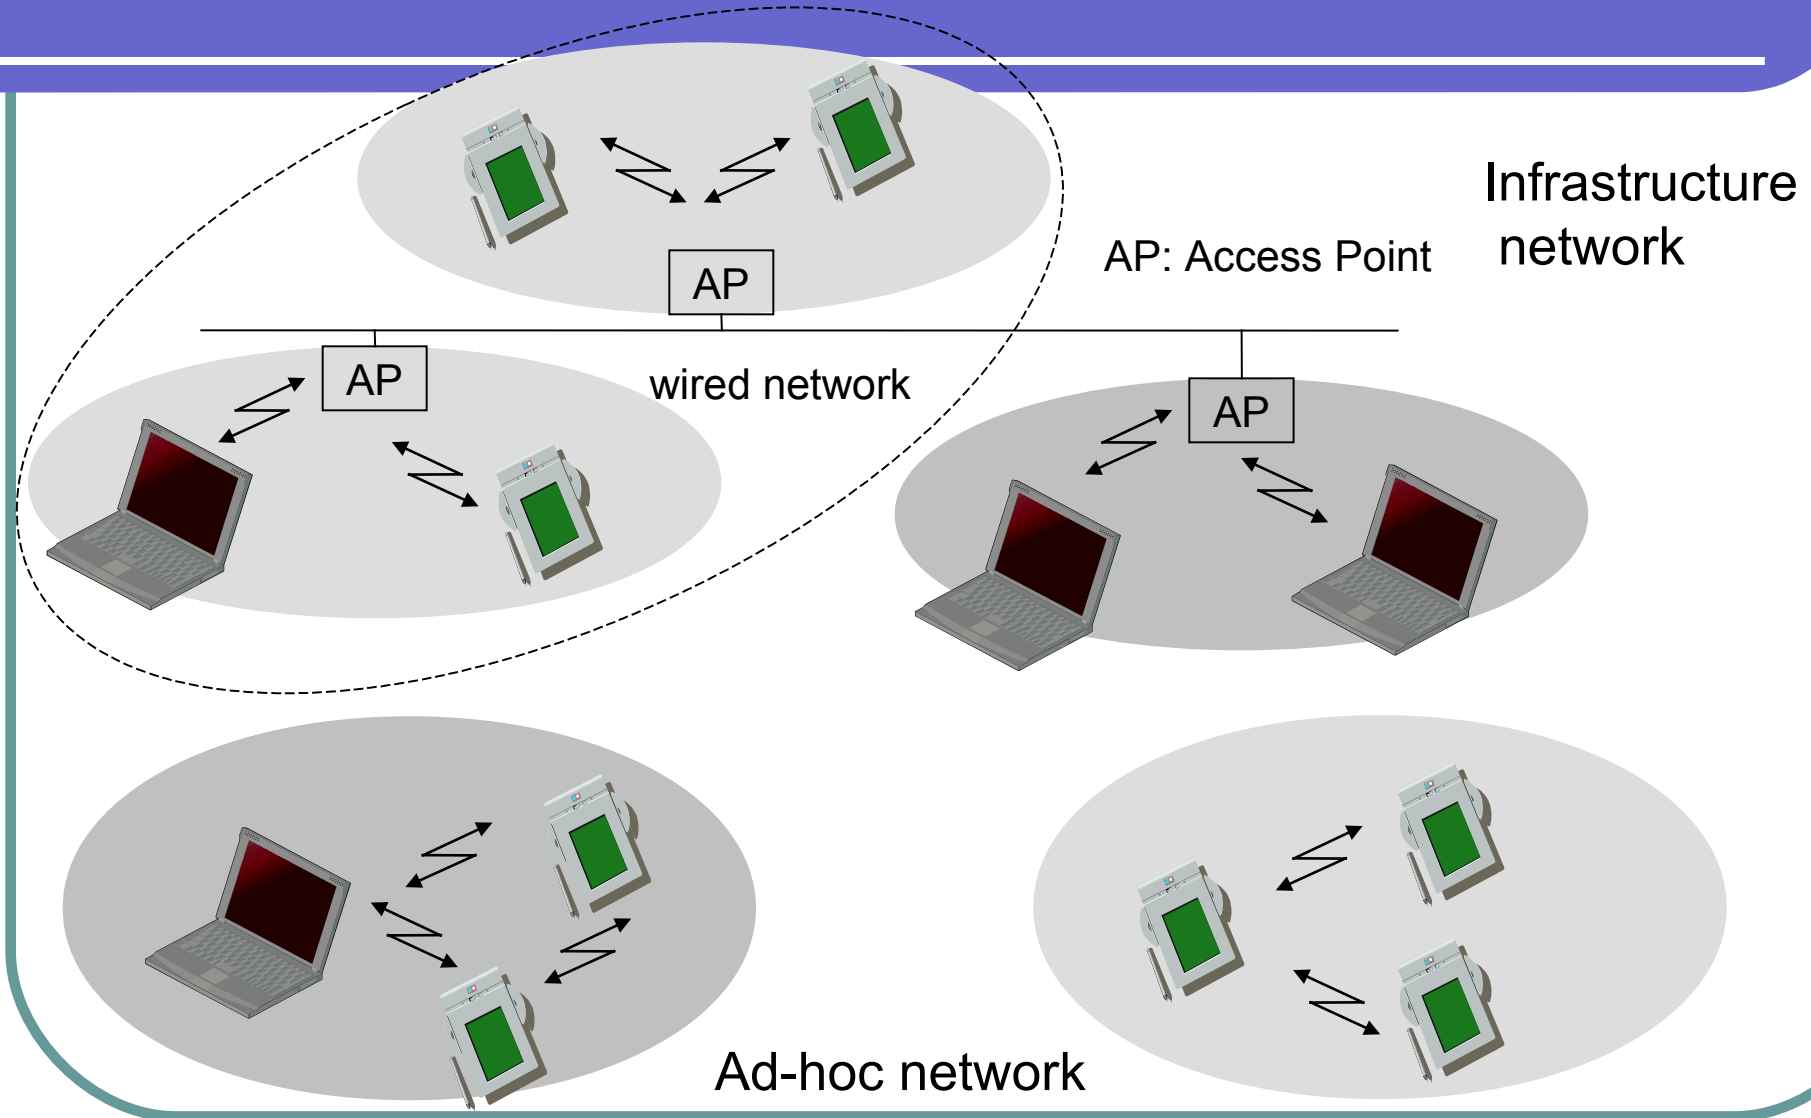 Infrastructure
network
AP: Access Point
AP
AP
wired network
AP
Ad-hoc network